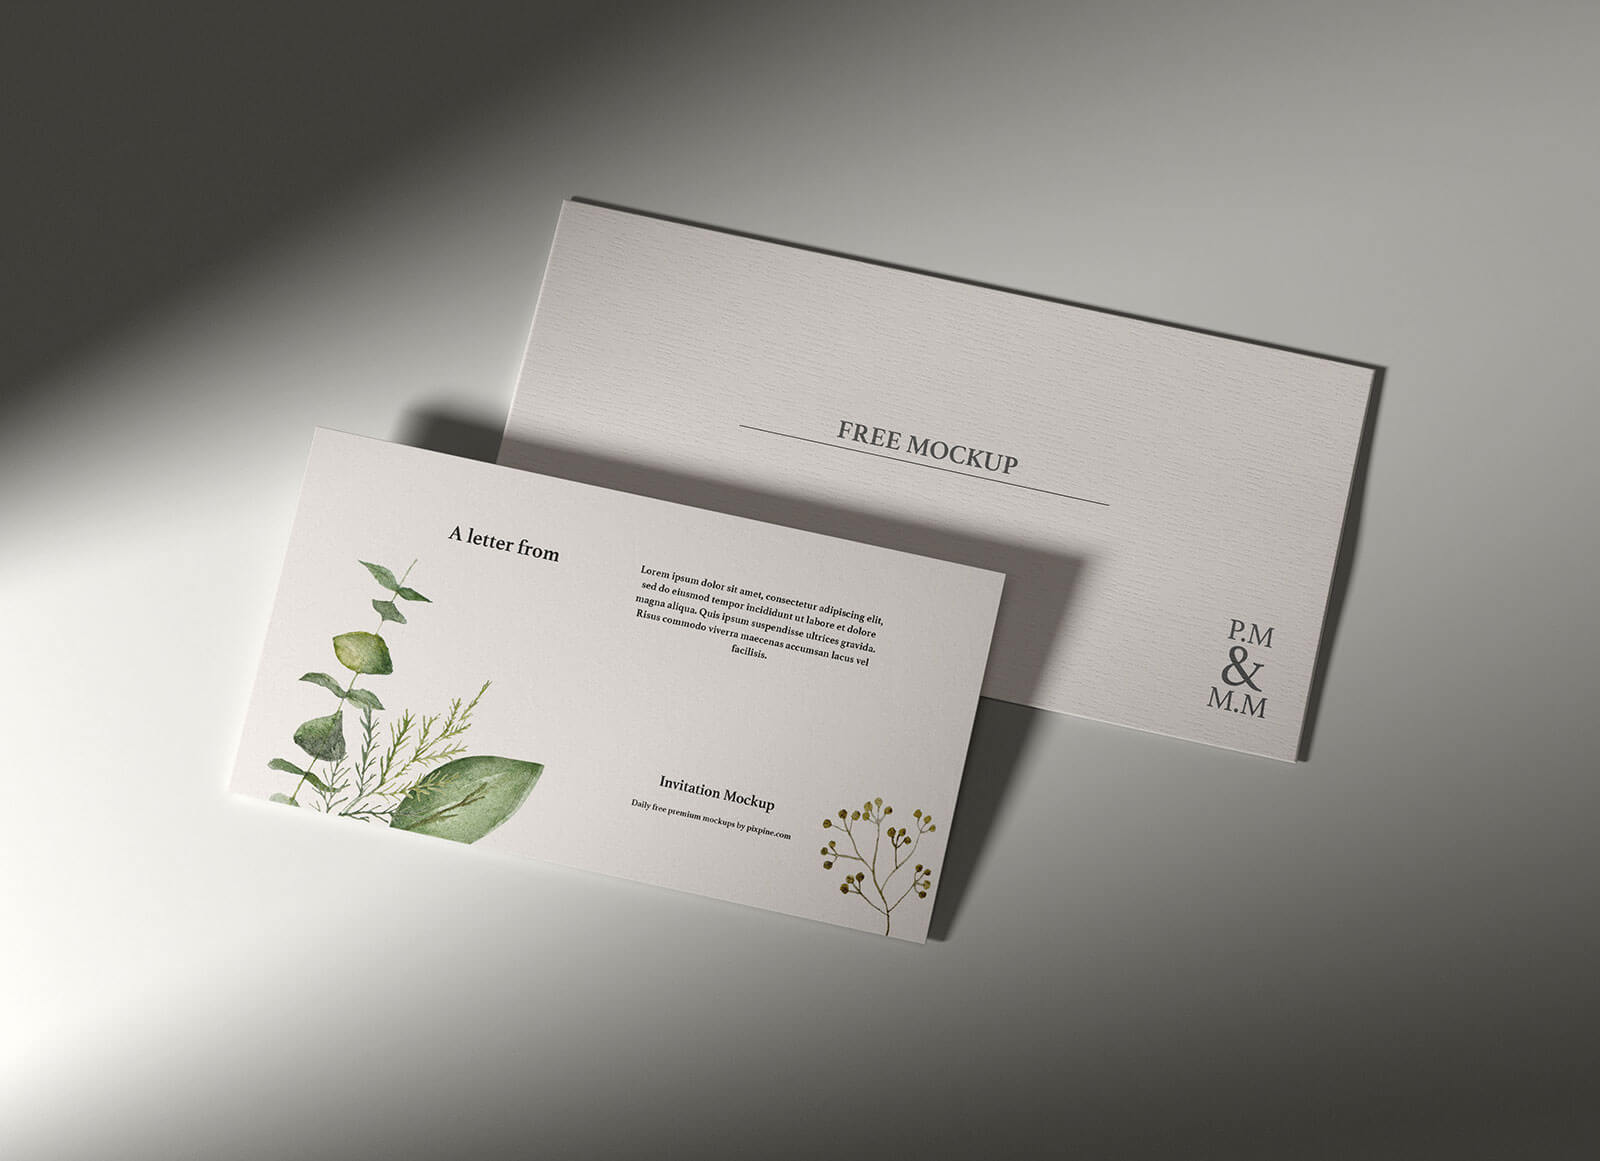 FREE MOCKUP
P.M
&
M.M
A letter from
Lorem ipsum dolor sit amet, consectetur adipiscing elit,
sed do eiusmod tempor incididunt ut labore et dolore
magna aliqua. Quis ipsum suspendisse ultrices gravida.
Risus commodo viverra maecenas accumsan lacus vel
facilisis.
Invitation Mockup
Daily free premium mockups by pixpine.com